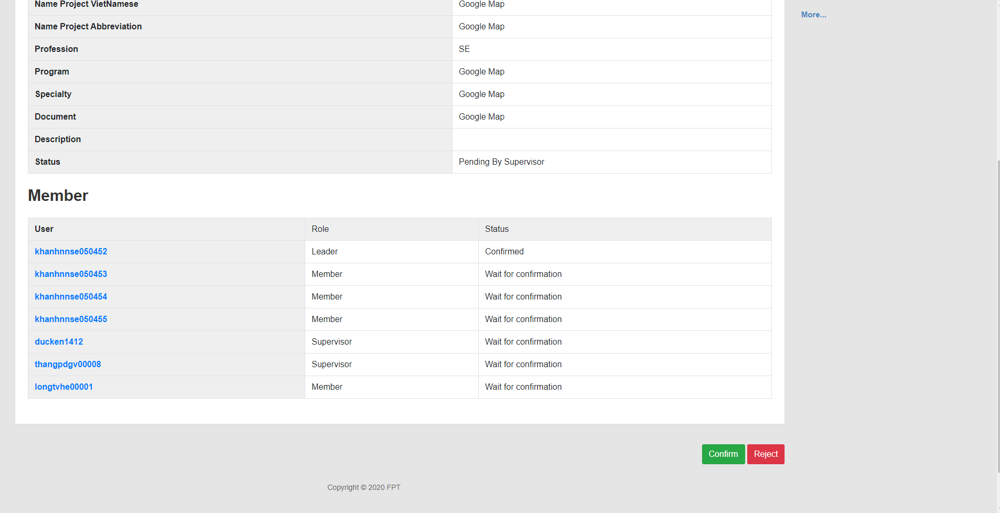 Name Project VietNamese Google Map
More...
Name Project Abbreviation Google Map
Profession SE
Program Google Map
Specialty Google Map
Document Google Map
Description
Status Pending By Supervisor
Member
User Role Status
khanhnnse050452 Leader Confirmed
khanhnnse050453 Member Wait for confirmation
khanhnnse050454 Member Wait for confirmation
khanhnnse050455 Member Wait for confirmation
ducken1412 Supervisor Wait for confirmation
thangpdgv00008 Supervisor Wait for confirmation
longtvhe00001 Member Wait for confirmation
Confirm Reject
Copyright © 2020 FPT